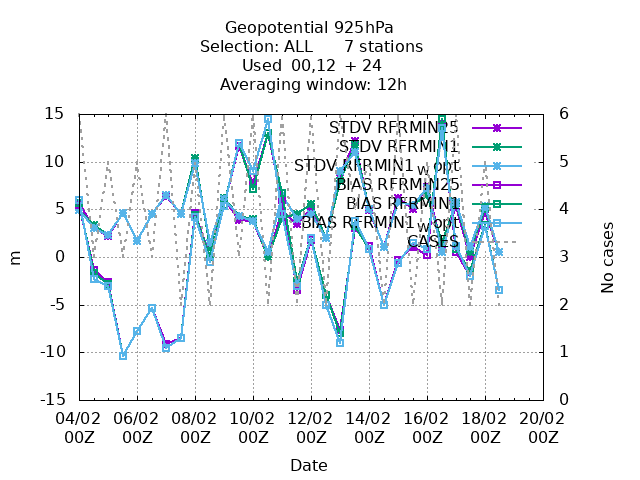 Geopotential 925hPa
Selection: ALL 7 stations
Used 00,12 + 24
Averaging window: 12h
STDV RFRMIN25
STDV RFRMIN1
STDV RFRMIN1_w_opt
BIAS RFRMIN25
BIAS RFRMIN1
BIAS RFRMIN1_w_opt
CASES
15
10
5
0
-5
-10
-15
m
6
5
4
3
2
1
0
No cases
04/02 06/02 08/02 10/02 12/02 14/02 16/02 18/02 20/02
00Z 00Z 00Z 00Z 00Z 00Z 00Z 00Z 00Z
Date